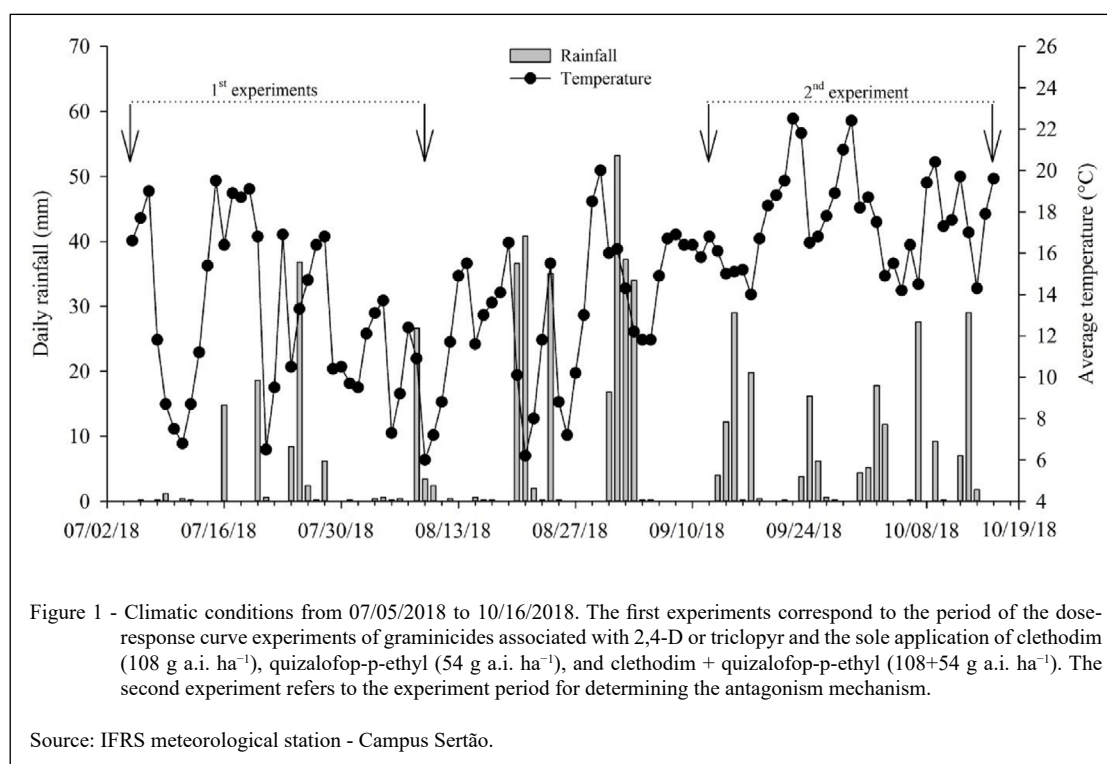 70
60
50
40
30
20
10
0
Daily rainfall (mm)
Rainfall
Temperature
1st experiments
2nd experiment
26
24
22
20
18
16
14
12
10
8
6
4
Average temperature (°C)
07/02/18 07/16/18 07/30/18 08/13/18 08/27/18 09/10/18 09/24/18 10/08/18 10/19/18
Figure 1 - Climatic conditions from 07/05/2018 to 10/16/2018. The first experiments correspond to the period of the dose-
response curve experiments of graminicides associated with 2,4-D or triclopyr and the sole application of clethodim
(108 g a.i. ha⁻¹), quizalofop-p-ethyl (54 g a.i. ha⁻¹), and clethodim + quizalofop-p-ethyl (108+54 g a.i. ha⁻¹). The
second experiment refers to the experiment period for determining the antagonism mechanism.
Source: IFRS meteorological station - Campus Sertão.